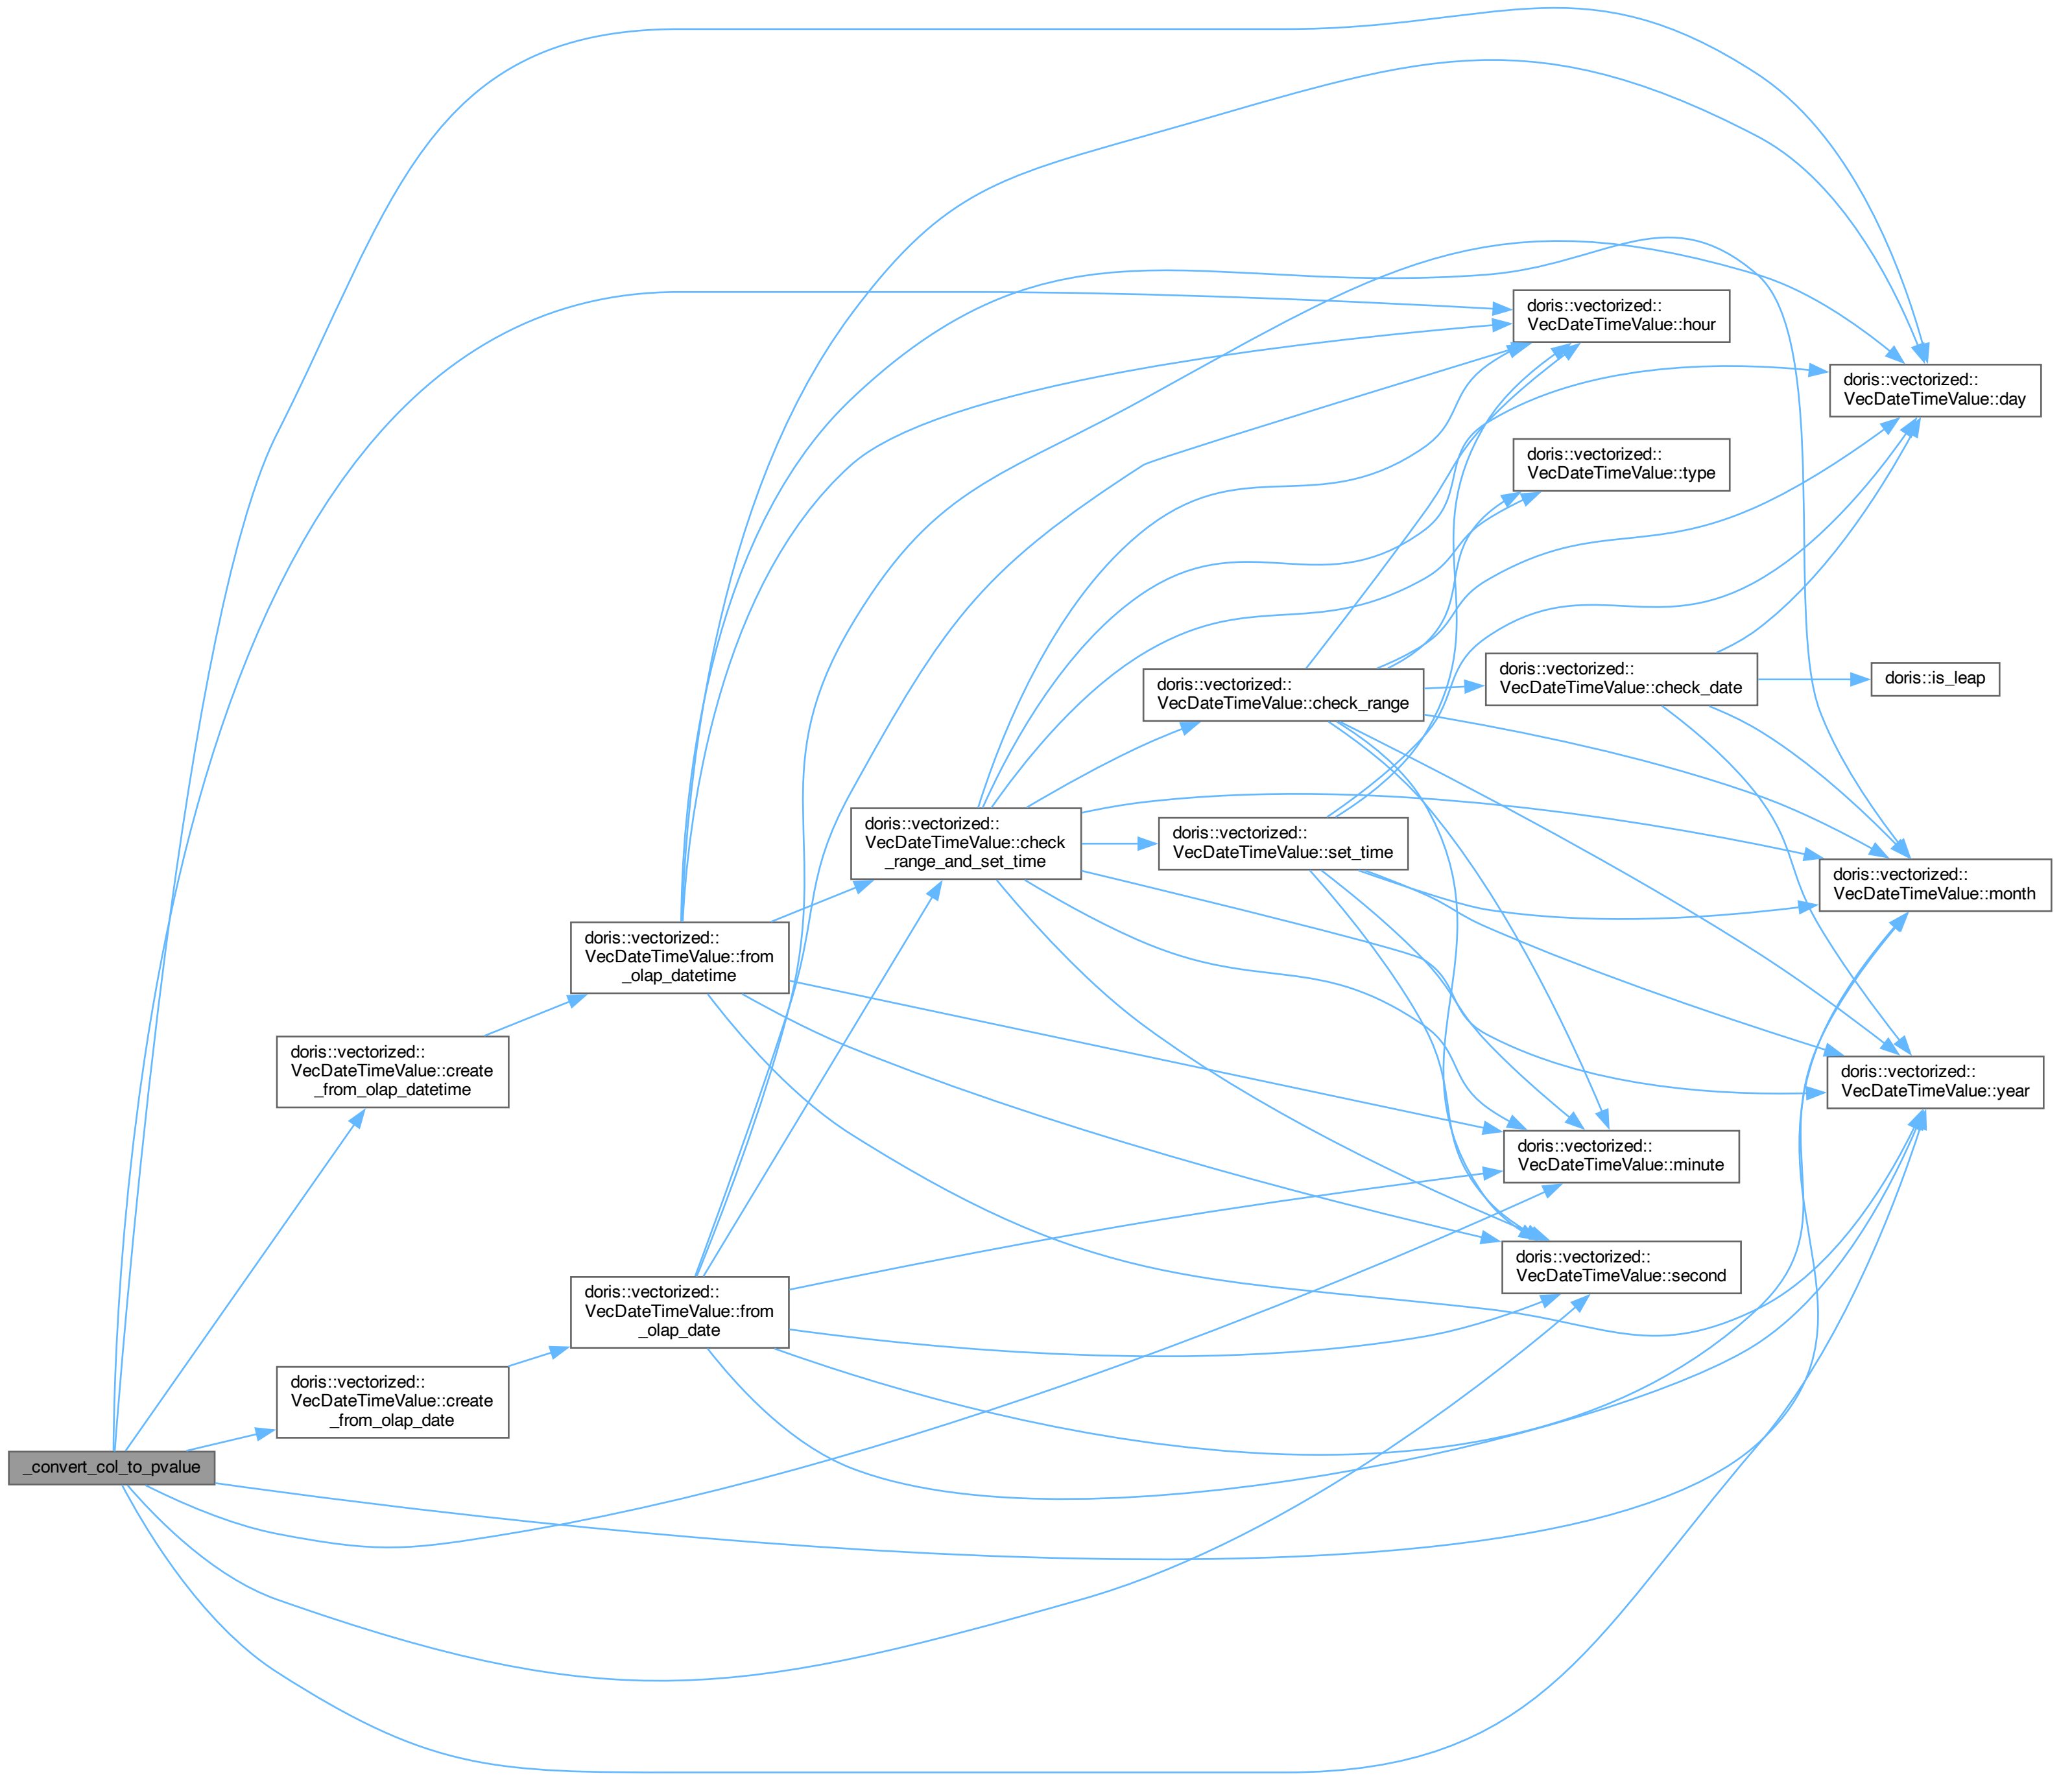 _convert_col_to_pvalue
doris::vectorized::
VecDateTimeValue::create
_from_olap_datetime
doris::vectorized::
VecDateTimeValue::create
_from_olap_date
doris::vectorized::
VecDateTimeValue::from
_olap_datetime
doris::vectorized::
VecDateTimeValue::from
_olap_date
doris::vectorized::
VecDateTimeValue::check
_range_and_set_time
doris::vectorized::
VecDateTimeValue::check_range
doris::vectorized::
VecDateTimeValue::set_time
doris::vectorized::
VecDateTimeValue::hour
doris::vectorized::
VecDateTimeValue::type
doris::vectorized::
VecDateTimeValue::check_date
doris::vectorized::
VecDateTimeValue::minute
doris::vectorized::
VecDateTimeValue::second
doris::vectorized::
VecDateTimeValue::day
doris::is_leap
doris::vectorized::
VecDateTimeValue::month
doris::vectorized::
VecDateTimeValue::year